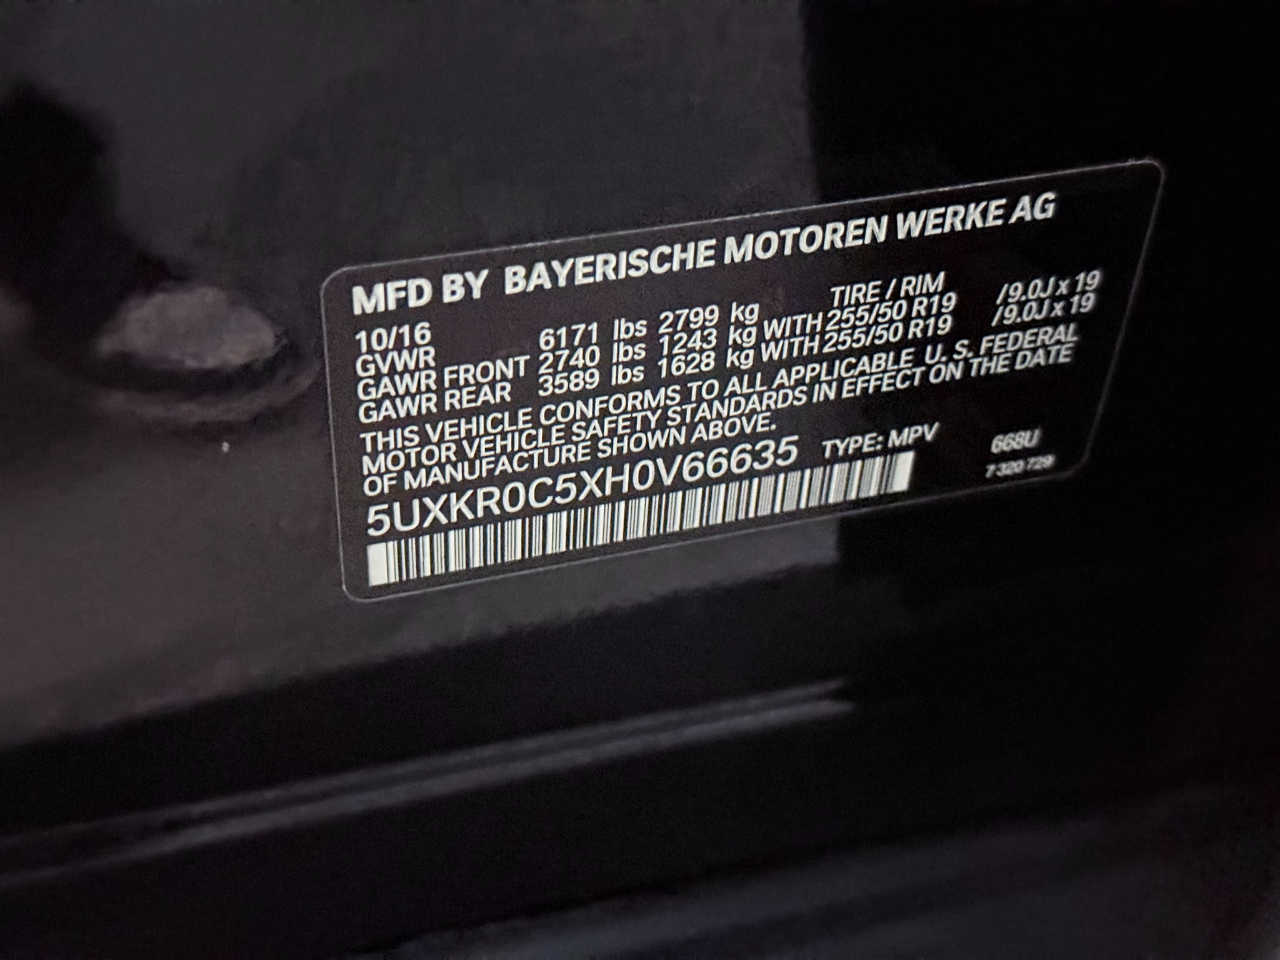 MFD BY BAYERISCHE MOTOREN WERKE AG
10/16 TIRE / RIM
GVWR 6171 lbs 2799 kg
GAWR FRONT 2740 lbs 1243 kg WITH 255/50 R19 /9.0J x 19
GAWR REAR 3589 lbs 1628 kg WITH 255/50 R19 /9.0J x 19
THIS VEHICLE CONFORMS TO ALL APPLICABLE U. S. FEDERAL
MOTOR VEHICLE SAFETY STANDARDS IN EFFECT ON THE DATE
OF MANUFACTURE SHOWN ABOVE.
5UXKR0C5XH0V66635 TYPE: MPV 668U
7 320 729